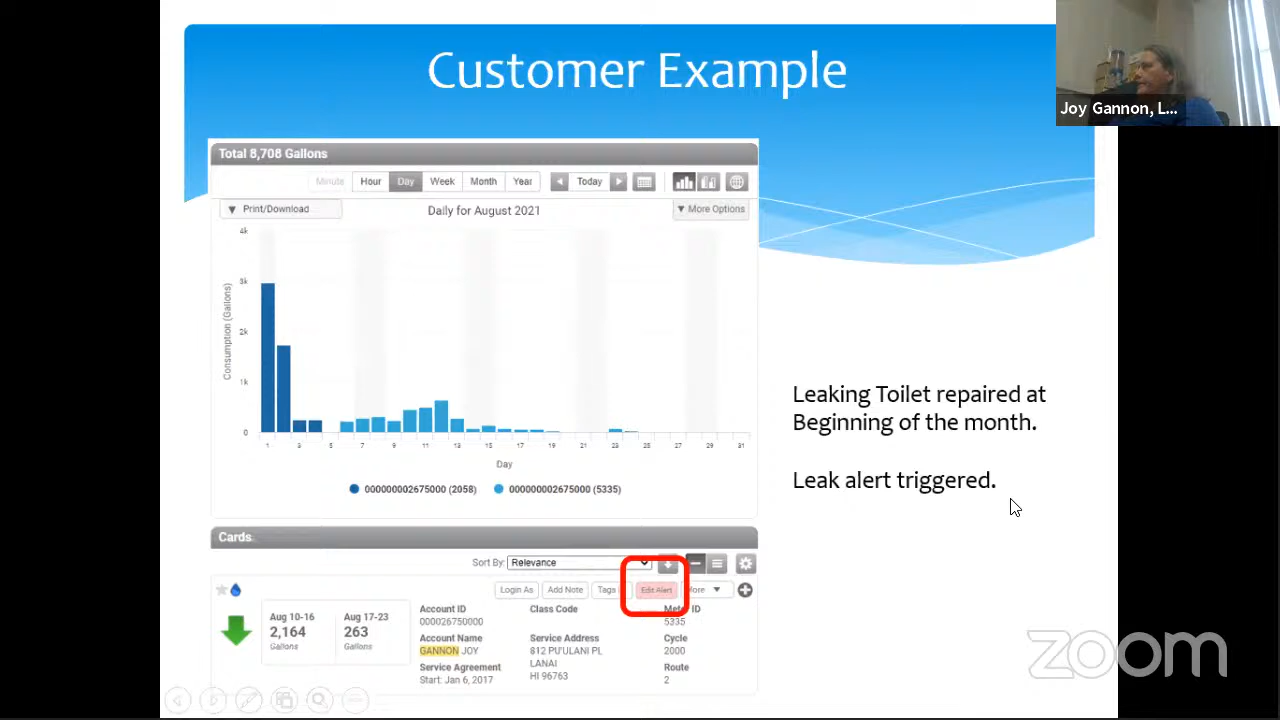 Customer Example
Joy Gannon, L...
Total 8,708 Gallons
Minute Hour Day Week Month Year Today
Print/Download
Daily for August 2021
More Options
Consumption (Gallons)
4k
3k
2k
1k
0
1 3 5 7 9 11 13 15 17 19 21 23 25 27 29 31
Day
000000002675000 (2058) 000000002675000 (5335)
Leaking Toilet repaired at
Beginning of the month.
Leak alert triggered.
Cards
Sort By: Relevance
Login As Add Note Tags Edit Alert More
Aug 10-16
2,164
Gallons
Aug 17-23
263
Gallons
Account ID
000026750000
Account Name
GANNON JOY
Service Agreement
Start: Jan 6, 2017
Class Code
Service Address
812 PU'ULANI PL
LANAI
HI 96763
Meter ID
5335
Cycle
2000
Route
2
zoom